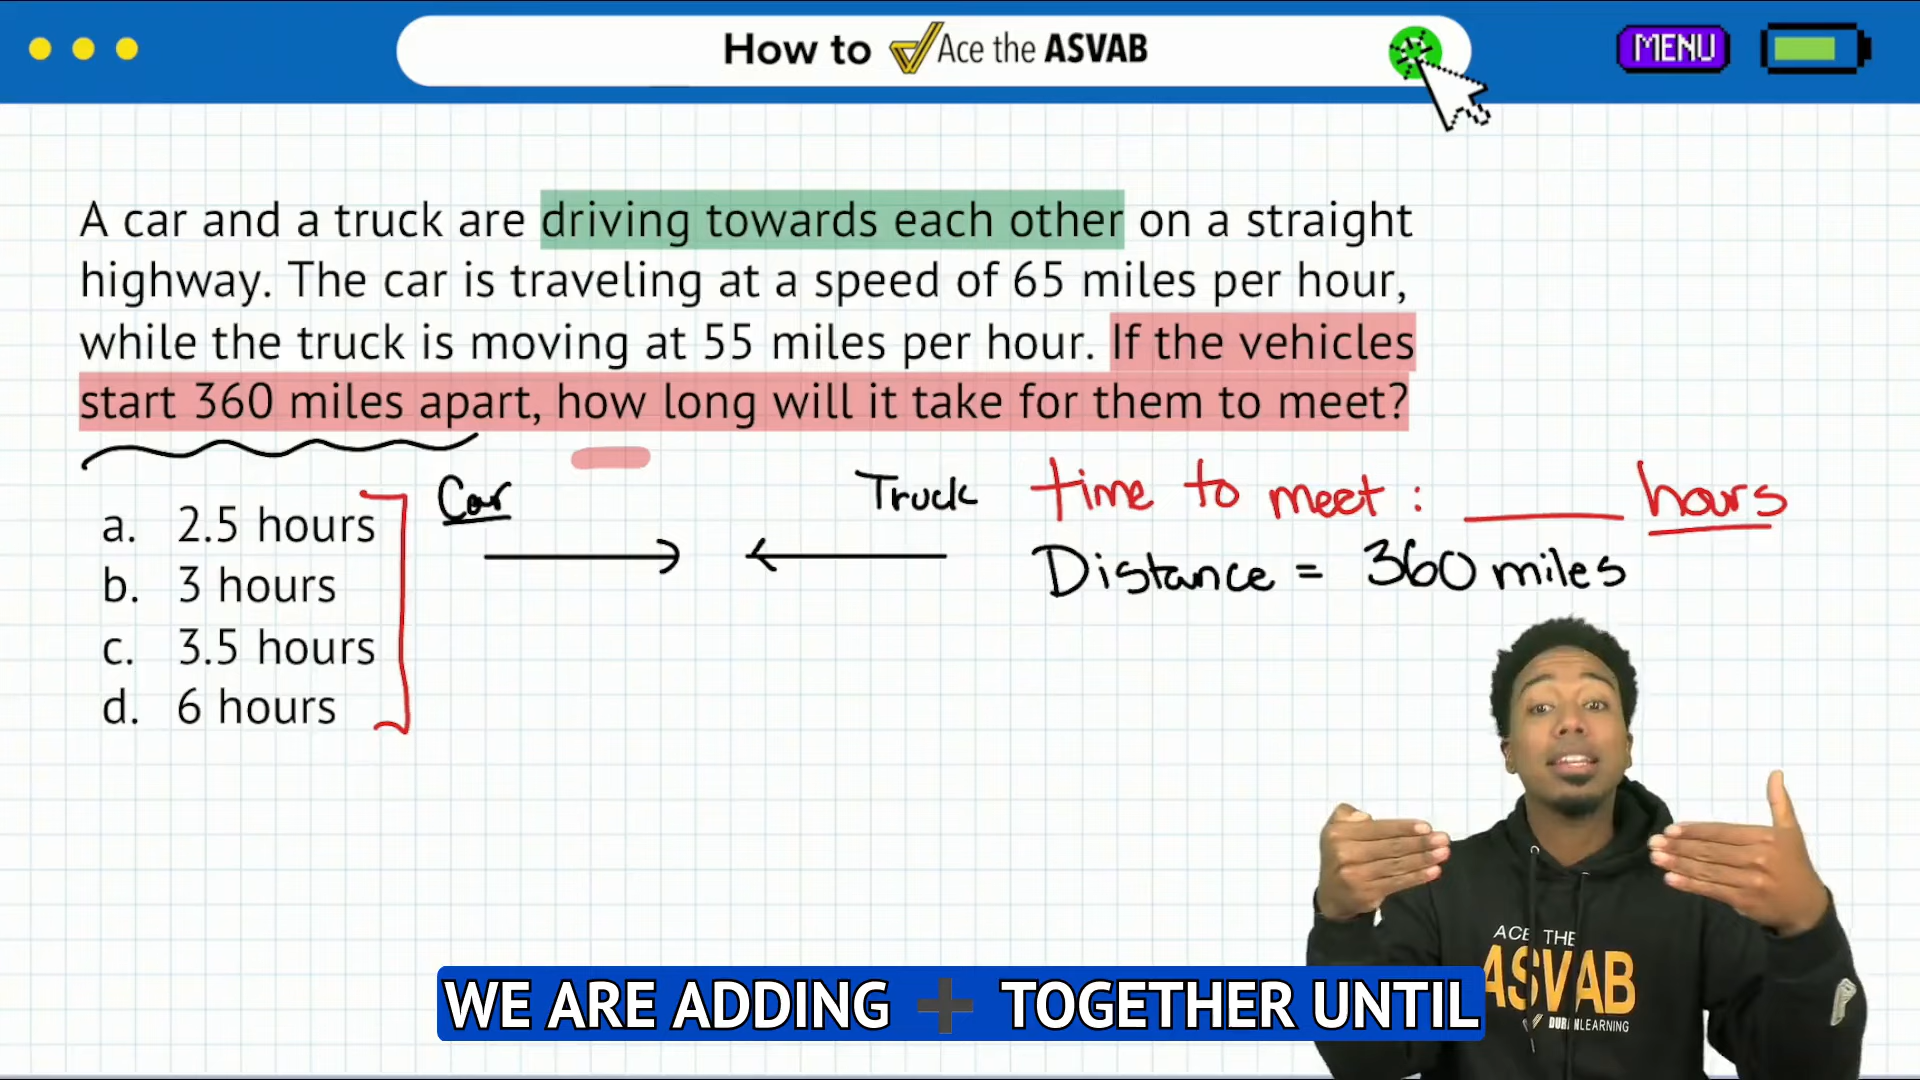 How to Ace the ASVAB
MENU
A car and a truck are driving towards each other on a straight
highway. The car is traveling at a speed of 65 miles per hour,
while the truck is moving at 55 miles per hour. If the vehicles
start 360 miles apart, how long will it take for them to meet?
Car
Truck
time to meet: ____ hours
Distance = 360 miles
a. 2.5 hours
b. 3 hours
c. 3.5 hours
d. 6 hours
ACE THE
ASVAB
LEARNING
WE ARE ADDING ➕ TOGETHER UNTIL